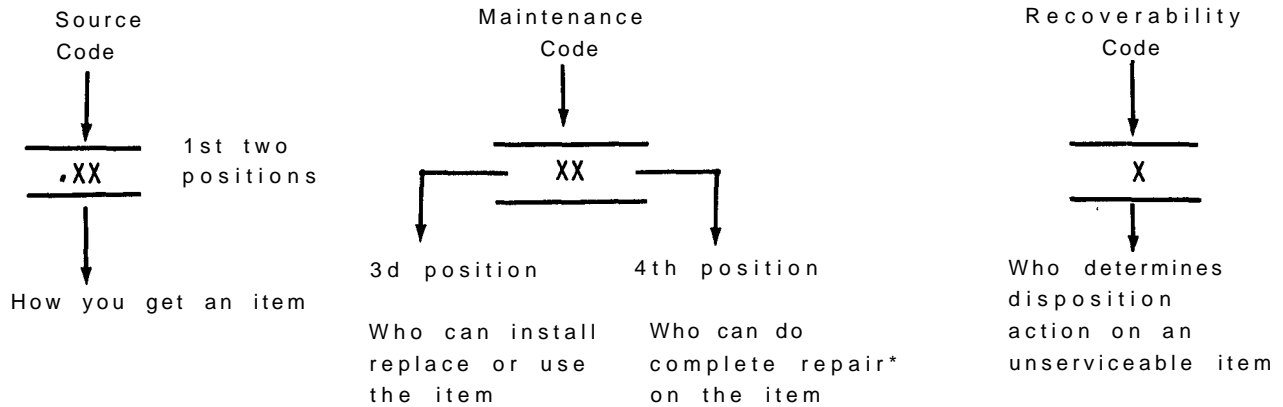 Source
Code
.XX
1st two
positions
How you get an item
Maintenance
Code
XX
3d position
Who can install
replace or use
the item
4th position
Who can do
complete repair*
on the item
Recoverability
Code
X
Who determines
disposition
action on an
unserviceable item